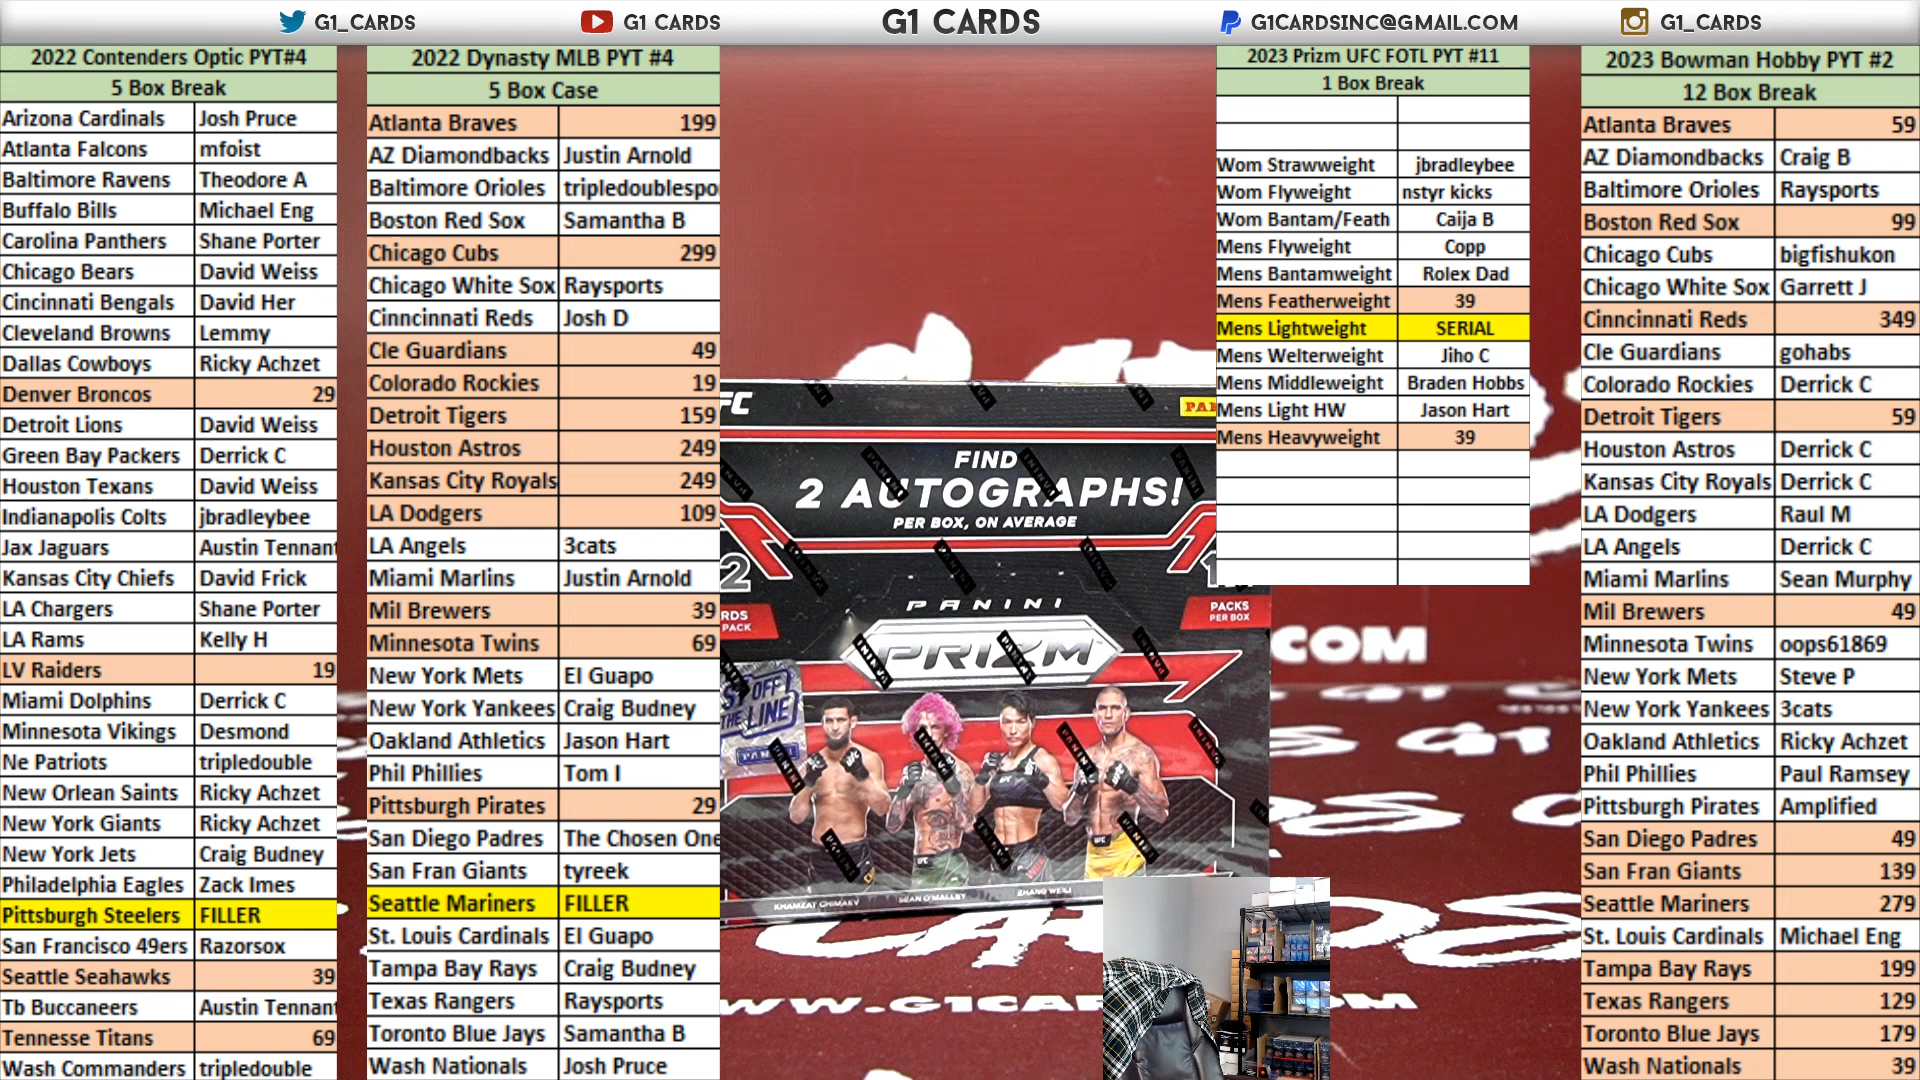 G1_CARDS
G1 CARDS
G1 CARDS
G1CARDSINC@GMAIL.COM
G1_CARDS
2022 Contenders Optic PYT#4
5 Box Break
Arizona Cardinals Josh Pruce
Atlanta Falcons mfoist
Baltimore Ravens Theodore A
Buffalo Bills Michael Eng
Carolina Panthers Shane Porter
Chicago Bears David Weiss
Cincinnati Bengals David Her
Cleveland Browns Lemmy
Dallas Cowboys Ricky Achzet
Denver Broncos 29
Detroit Lions David Weiss
Green Bay Packers Derrick C
Houston Texans David Weiss
Indianapolis Colts jbradleybee
Jax Jaguars Austin Tennant
Kansas City Chiefs David Frick
LA Chargers Shane Porter
LA Rams Kelly H
LV Raiders 19
Miami Dolphins Derrick C
Minnesota Vikings Desmond
Ne Patriots tripledouble
New Orlean Saints Ricky Achzet
New York Giants Ricky Achzet
New York Jets Craig Budney
Philadelphia Eagles Zack Imes
Pittsburgh Steelers FILLER
San Francisco 49ers Razorsox
Seattle Seahawks 39
Tb Buccaneers Austin Tennant
Tennesse Titans 69
Wash Commanders tripledouble
2022 Dynasty MLB PYT #4
5 Box Case
Atlanta Braves 199
AZ Diamondbacks Justin Arnold
Baltimore Orioles tripledoublespo
Boston Red Sox Samantha B
Chicago Cubs 299
Chicago White Sox Raysports
Cinncinnati Reds Josh D
Cle Guardians 49
Colorado Rockies 19
Detroit Tigers 159
Houston Astros 249
Kansas City Royals 249
LA Dodgers 109
LA Angels 3cats
Miami Marlins Justin Arnold
Mil Brewers 39
Minnesota Twins 69
New York Mets El Guapo
New York Yankees Craig Budney
Oakland Athletics Jason Hart
Phil Phillies Tom I
Pittsburgh Pirates 29
San Diego Padres The Chosen One
San Fran Giants tyreek
Seattle Mariners FILLER
St. Louis Cardinals El Guapo
Tampa Bay Rays Craig Budney
Texas Rangers Raysports
Toronto Blue Jays Samantha B
Wash Nationals Josh Pruce
FC
PAN
FIND
2 AUTOGRAPHS!
PER BOX, ON AVERAGE
2
RDS
PACK
PACKS
PER BOX
PANINI
PRIZM
ST OFF
THE LINE
PANINI
KHAMZAT CHIMAEV
SEAN O'MALLEY
ZHANG WEILI
.COM
WWW.G1CAR
OM
2023 Prizm UFC FOTL PYT #11
1 Box Break
Wom Strawweight jbradleybee
Wom Flyweight nstyr kicks
Wom Bantam/Feath Caija B
Mens Flyweight Copp
Mens Bantamweight Rolex Dad
Mens Featherweight 39
Mens Lightweight SERIAL
Mens Welterweight Jiho C
Mens Middleweight Braden Hobbs
Mens Light HW Jason Hart
Mens Heavyweight 39
2023 Bowman Hobby PYT #2
12 Box Break
Atlanta Braves 59
AZ Diamondbacks Craig B
Baltimore Orioles Raysports
Boston Red Sox 99
Chicago Cubs bigfishukon
Chicago White Sox Garrett J
Cinncinnati Reds 349
Cle Guardians gohabs
Colorado Rockies Derrick C
Detroit Tigers 59
Houston Astros Derrick C
Kansas City Royals Derrick C
LA Dodgers Raul M
LA Angels Derrick C
Miami Marlins Sean Murphy
Mil Brewers 49
Minnesota Twins oops61869
New York Mets Steve P
New York Yankees 3cats
Oakland Athletics Ricky Achzet
Phil Phillies Paul Ramsey
Pittsburgh Pirates Amplified
San Diego Padres 49
San Fran Giants 139
Seattle Mariners 279
St. Louis Cardinals Michael Eng
Tampa Bay Rays 199
Texas Rangers 129
Toronto Blue Jays 179
Wash Nationals 39